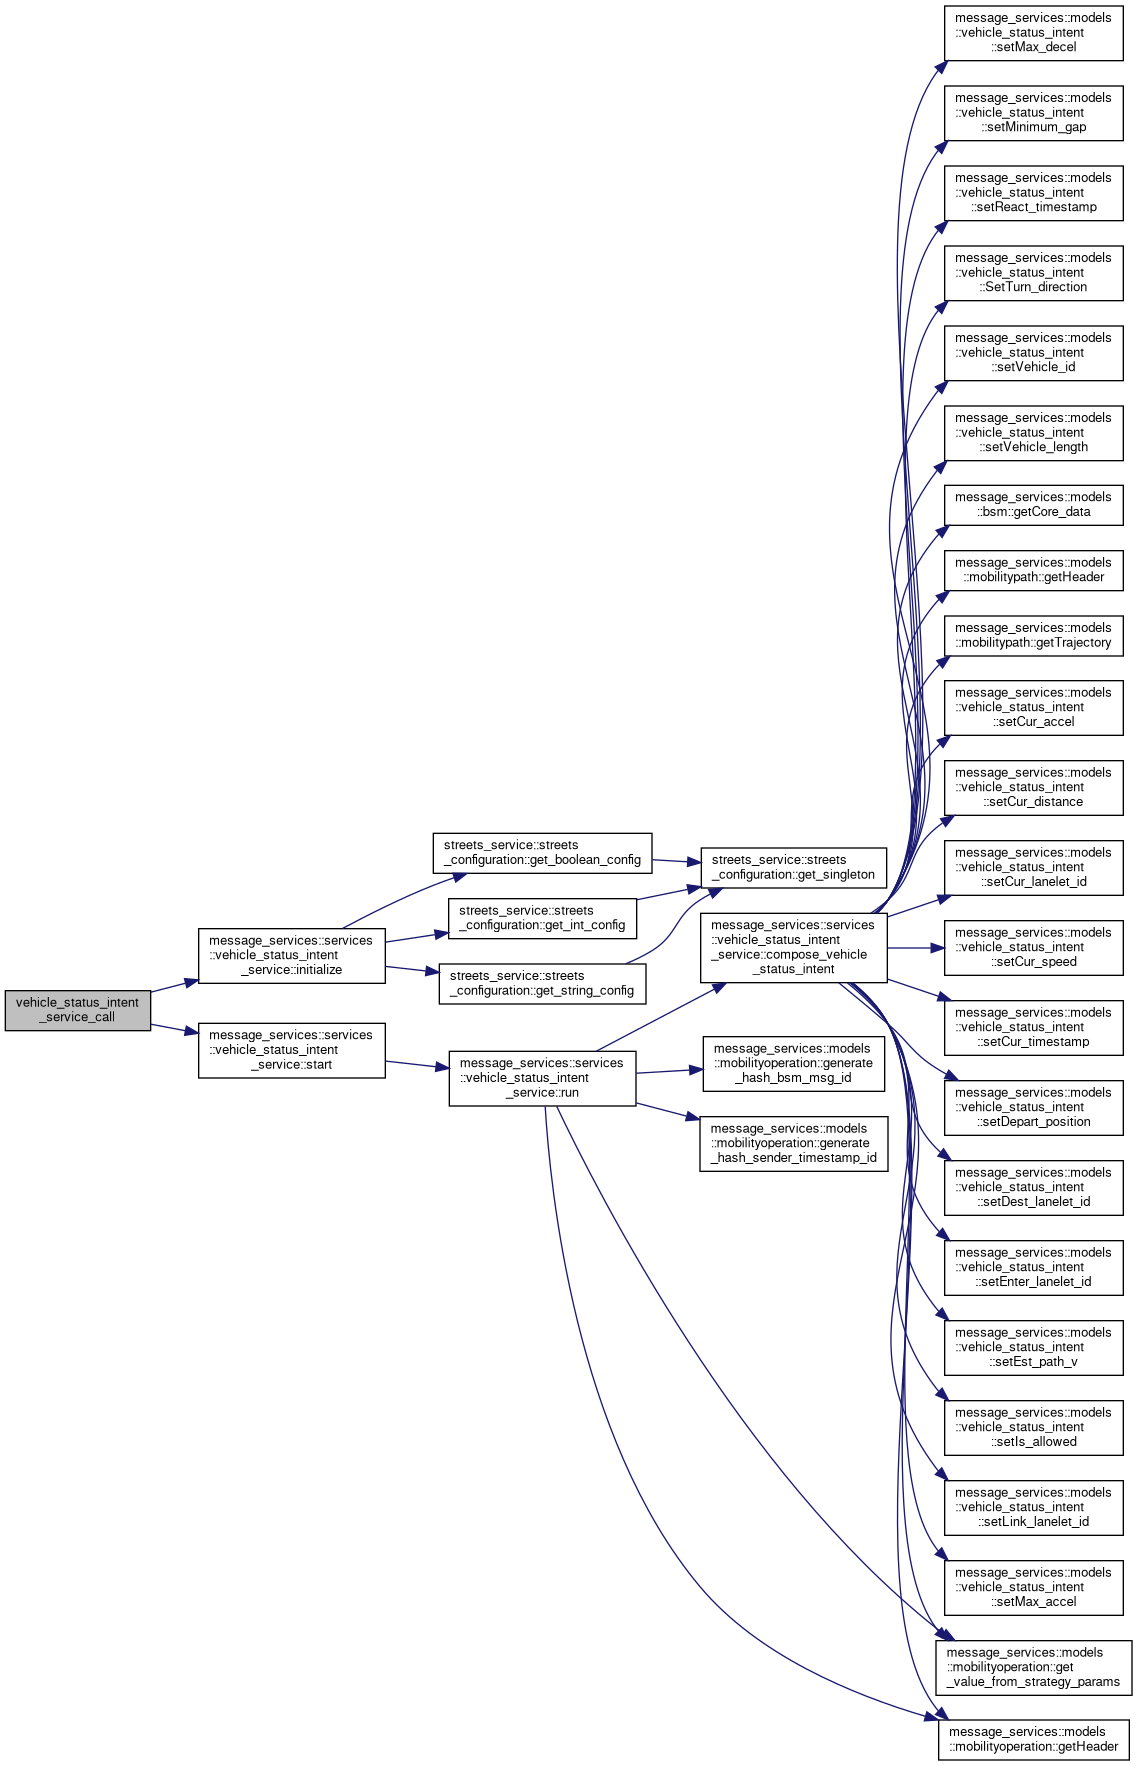 message_services::models
::vehicle_status_intent
::setMax_decel
message_services::models
::vehicle_status_intent
::setMinimum_gap
message_services::models
::vehicle_status_intent
::setReact_timestamp
message_services::models
::vehicle_status_intent
::SetTurn_direction
message_services::models
::vehicle_status_intent
::setVehicle_id
message_services::models
::vehicle_status_intent
::setVehicle_length
message_services::models
::bsm::getCore_data
message_services::models
::mobilitypath::getHeader
message_services::models
::mobilitypath::getTrajectory
message_services::models
::vehicle_status_intent
::setCur_accel
message_services::models
::vehicle_status_intent
::setCur_distance
streets_service::streets
_configuration::get_boolean_config
streets_service::streets
_configuration::get_singleton
message_services::models
::vehicle_status_intent
::setCur_lanelet_id
streets_service::streets
_configuration::get_int_config
message_services::services
::vehicle_status_intent
_service::compose_vehicle
_status_intent
message_services::models
::vehicle_status_intent
::setCur_speed
message_services::services
::vehicle_status_intent
_service::initialize
streets_service::streets
_configuration::get_string_config
vehicle_status_intent
_service_call
message_services::models
::vehicle_status_intent
::setCur_timestamp
message_services::services
::vehicle_status_intent
_service::start
message_services::services
::vehicle_status_intent
_service::run
message_services::models
::mobilityoperation::generate
_hash_bsm_msg_id
message_services::models
::vehicle_status_intent
::setDepart_position
message_services::models
::mobilityoperation::generate
_hash_sender_timestamp_id
message_services::models
::vehicle_status_intent
::setDest_lanelet_id
message_services::models
::vehicle_status_intent
::setEnter_lanelet_id
message_services::models
::vehicle_status_intent
::setEst_path_v
message_services::models
::vehicle_status_intent
::setIs_allowed
message_services::models
::vehicle_status_intent
::setLink_lanelet_id
message_services::models
::vehicle_status_intent
::setMax_accel
message_services::models
::mobilityoperation::get
_value_from_strategy_params
message_services::models
::mobilityoperation::getHeader